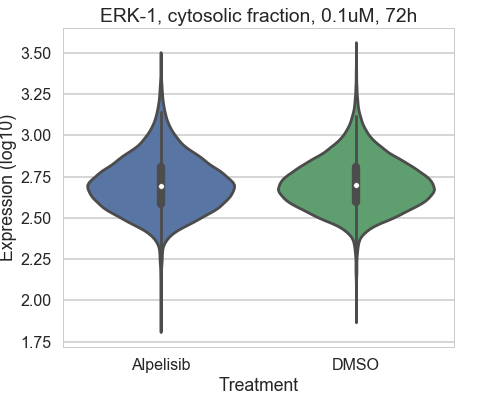 ERK-1, cytosolic fraction, 0.1uM, 72h
Expression (log10)
3.50
3.25
3.00
2.75
2.50
2.25
2.00
1.75
Alpelisib DMSO
Treatment